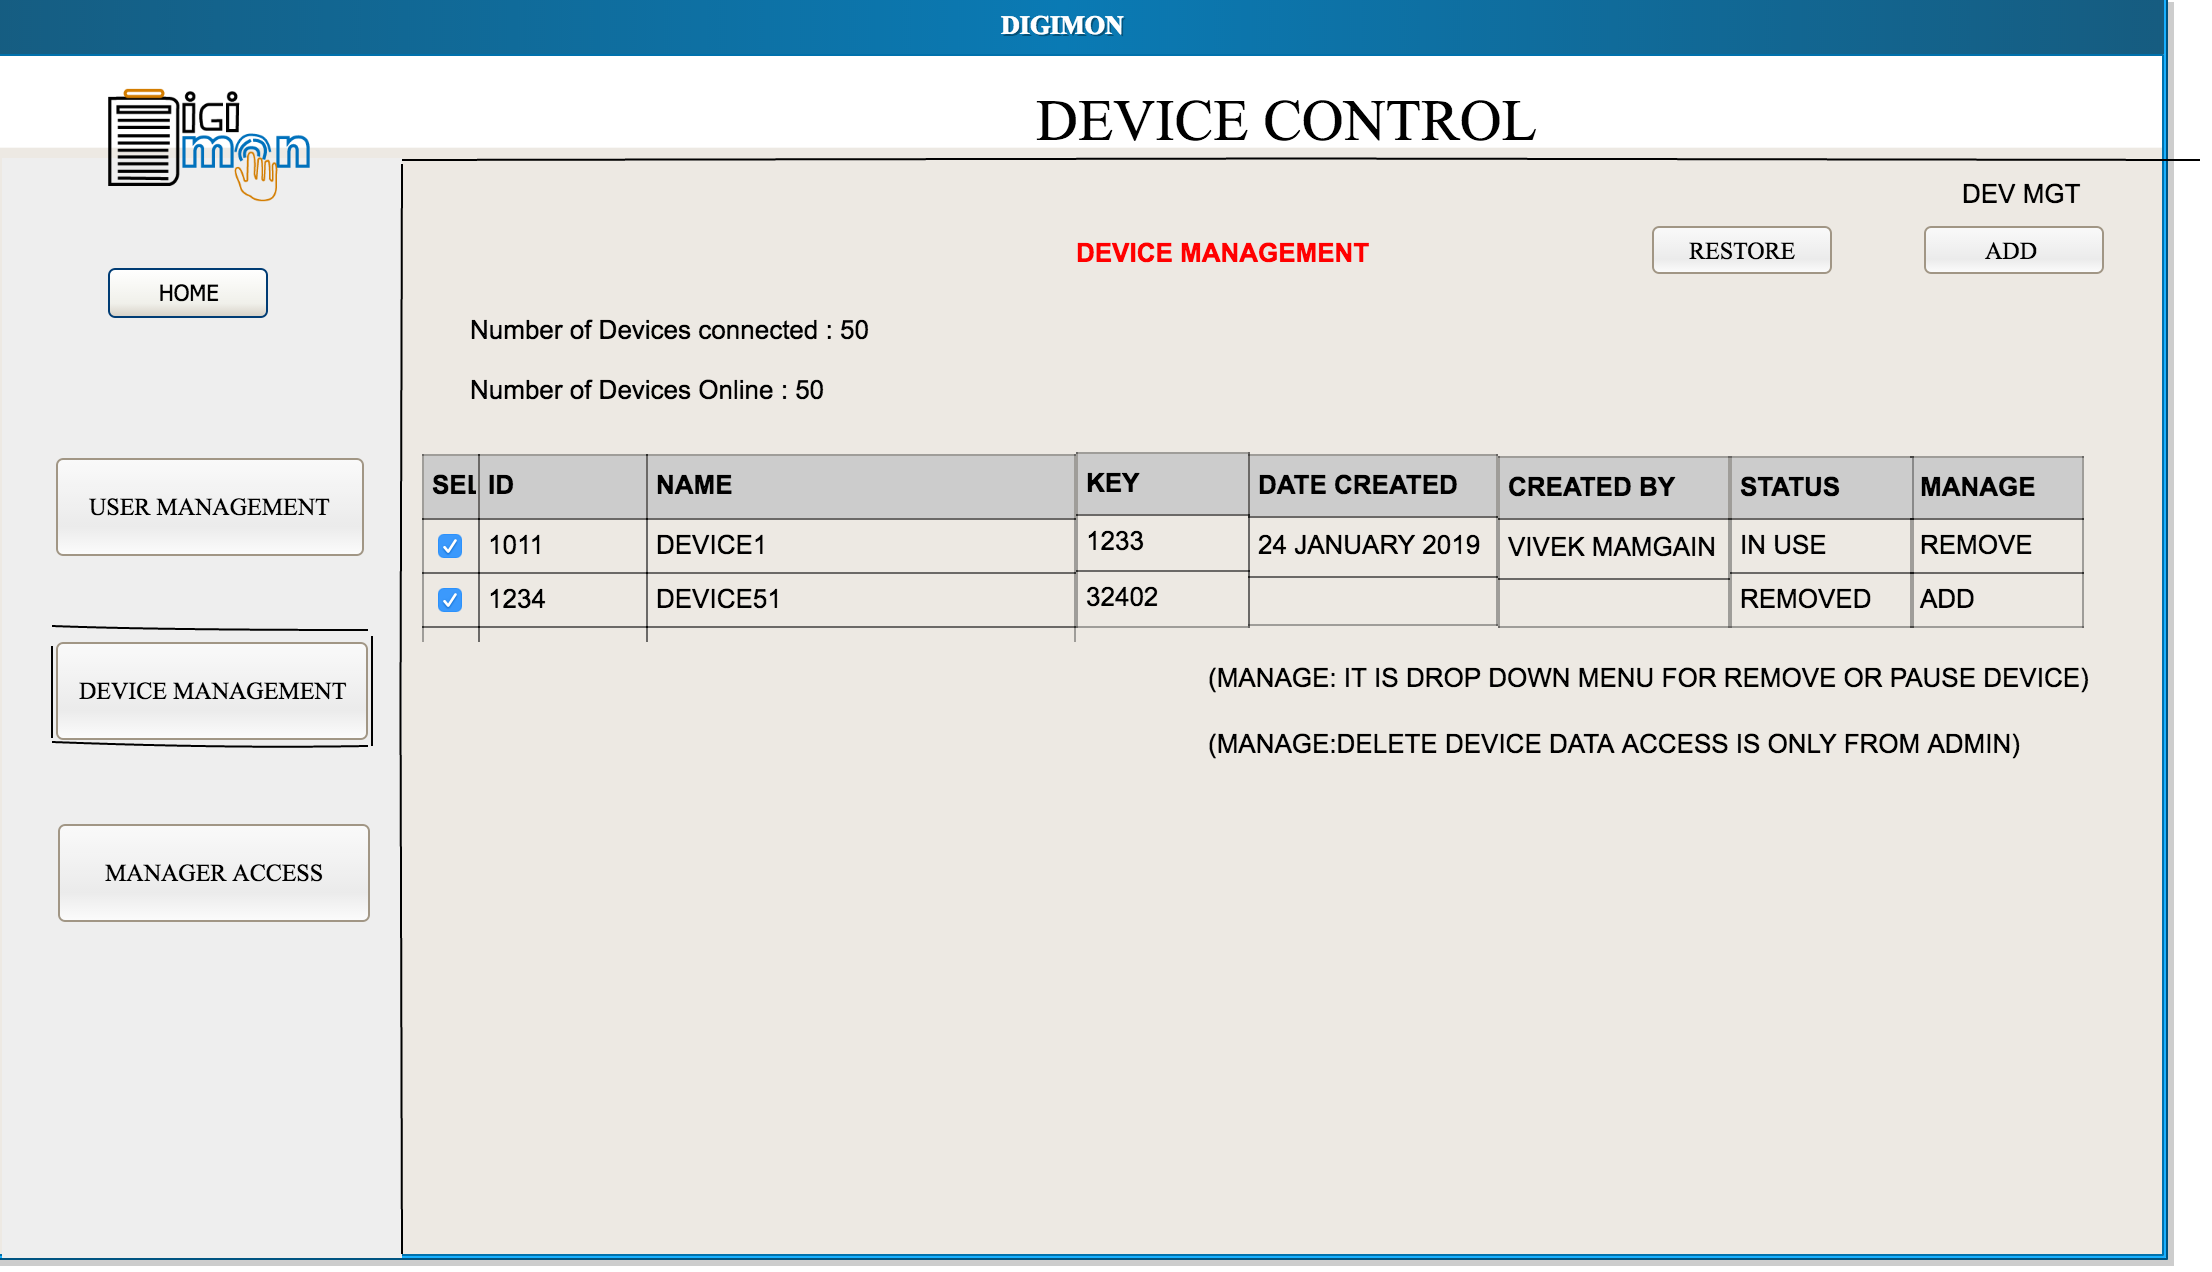 DIGIMON
iGi
mon
DEVICE CONTROL
DEV MGT
DEVICE MANAGEMENT
RESTORE
ADD
HOME
Number of Devices connected : 50
Number of Devices Online : 50
SEL ID NAME KEY DATE CREATED CREATED BY STATUS MANAGE
1011 DEVICE1 1233 24 JANUARY 2019 VIVEK MAMGAIN IN USE REMOVE
1234 DEVICE51 32402 REMOVED ADD
USER MANAGEMENT
DEVICE MANAGEMENT
MANAGER ACCESS
(MANAGE: IT IS DROP DOWN MENU FOR REMOVE OR PAUSE DEVICE)
(MANAGE:DELETE DEVICE DATA ACCESS IS ONLY FROM ADMIN)